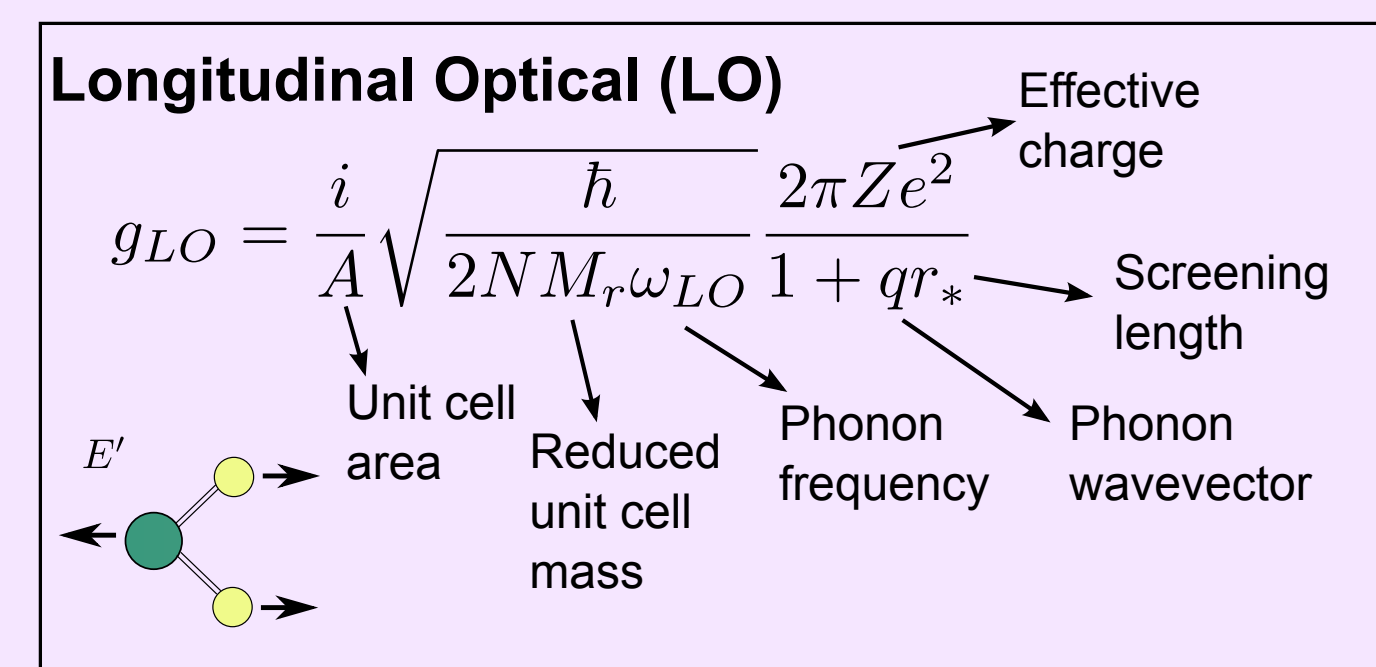 Longitudinal Optical (LO)
Effective
charge
g_{LO} = \frac{i}{A} \sqrt{\frac{\hbar}{2NM_r\omega_{LO}}} \frac{2\pi Ze^2}{1 + qr_*}
Screening
length
Unit cell
area
Reduced
unit cell
mass
Phonon
frequency
Phonon
wavevector
E′